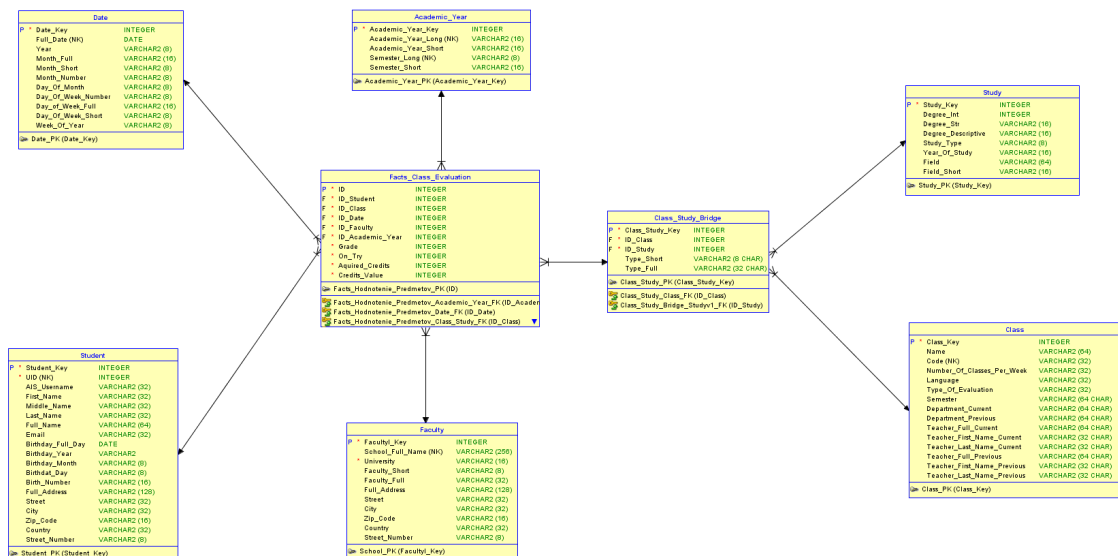 Date
P * Date_Key INTEGER
Full_Date (NK) DATE
Year VARCHAR2 (8)
Month_Full VARCHAR2 (16)
Month_Short VARCHAR2 (8)
Month_Number VARCHAR2 (8)
Day_Of_Month VARCHAR2 (8)
Day_Of_Week_Number VARCHAR2 (8)
Day_of_Week_Full VARCHAR2 (16)
Day_Of_Week_Short VARCHAR2 (8)
Week_Of_Year VARCHAR2 (8)
Date_PK (Date_Key)
Academic_Year
P * Academic_Year_Key INTEGER
Academic_Year_Long (NK) VARCHAR2 (16)
Academic_Year_Short VARCHAR2 (16)
Semester_Long (NK) VARCHAR2 (8)
Semester_Short VARCHAR2 (16)
Academic_Year_PK (Academic_Year_Key)
Study
P * Study_Key INTEGER
Degree_Int INTEGER
Degree_Str VARCHAR2 (16)
Degree_Descriptive VARCHAR2 (16)
Study_Type VARCHAR2 (8)
Year_Of_Study VARCHAR2 (16)
Field VARCHAR2 (64)
Field_Short VARCHAR2 (16)
Study_PK (Study_Key)
Facts_Class_Evaluation
P * ID INTEGER
F * ID_Student INTEGER
F * ID_Class INTEGER
F * ID_Date INTEGER
F * ID_Faculty INTEGER
F * ID_Academic_Year INTEGER
* Grade INTEGER
* On_Try INTEGER
* Aquired_Credits INTEGER
* Credits_Value INTEGER
Facts_Hodnotenie_Predmetov_PK (ID)
Facts_Hodnotenie_Predmetov_Academic_Year_FK (ID_Acader
Facts_Hodnotenie_Predmetov_Date_FK (ID_Date)
Facts_Hodnotenie_Predmetov_Class_Study_FK (ID_Class)
Class_Study_Bridge
P * Class_Study_Key INTEGER
F * ID_Class INTEGER
F * ID_Study INTEGER
Type_Short VARCHAR2 (8 CHAR)
Type_Full VARCHAR2 (32 CHAR)
Class_Study_PK (Class_Study_Key)
Class_Study_Class_FK (ID_Class)
Class_Study_Bridge_Studyv1_FK (ID_Study)
Class
P * Class_Key INTEGER
Name VARCHAR2 (64)
Code (NK) VARCHAR2 (32)
Number_Of_Classes_Per_Week VARCHAR2 (32)
Language VARCHAR2 (32)
Type_Of_Evaluation VARCHAR2 (32)
Semester VARCHAR2 (64 CHAR)
Department_Current VARCHAR2 (64 CHAR)
Department_Previous VARCHAR2 (64 CHAR)
Teacher_Full_Current VARCHAR2 (64 CHAR)
Teacher_First_Name_Current VARCHAR2 (32 CHAR)
Teacher_Last_Name_Current VARCHAR2 (32 CHAR)
Teacher_Full_Previous VARCHAR2 (64 CHAR)
Teacher_First_Name_Previous VARCHAR2 (32 CHAR)
Teacher_Last_Name_Previous VARCHAR2 (32 CHAR)
Class_PK (Class_Key)
Student
P * Student_Key INTEGER
* UID (NK) INTEGER
AIS_Username VARCHAR2 (32)
First_Name VARCHAR2 (32)
Middle_Name VARCHAR2 (32)
Last_Name VARCHAR2 (32)
Full_Name VARCHAR2 (64)
Email VARCHAR2 (32)
Birthday_Full_Day DATE
Birthday_Year VARCHAR2
Birthday_Month VARCHAR2 (8)
Birthdat_Day VARCHAR2 (8)
Birth_Number VARCHAR2 (16)
Full_Address VARCHAR2 (128)
Street VARCHAR2 (32)
City VARCHAR2 (32)
Zip_Code VARCHAR2 (16)
Country VARCHAR2 (32)
Street_Number VARCHAR2 (8)
Student_PK (Student_Key)
Faculty
P * Facultyl_Key INTEGER
School_Full_Name (NK) VARCHAR2 (256)
* University VARCHAR2 (16)
Faculty_Short VARCHAR2 (8)
Faculty_Full VARCHAR2 (32)
Full_Address VARCHAR2 (128)
Street VARCHAR2 (32)
City VARCHAR2 (32)
Zip_Code VARCHAR2 (16)
Country VARCHAR2 (32)
Street_Number VARCHAR2 (8)
School_PK (Facultyl_Key)